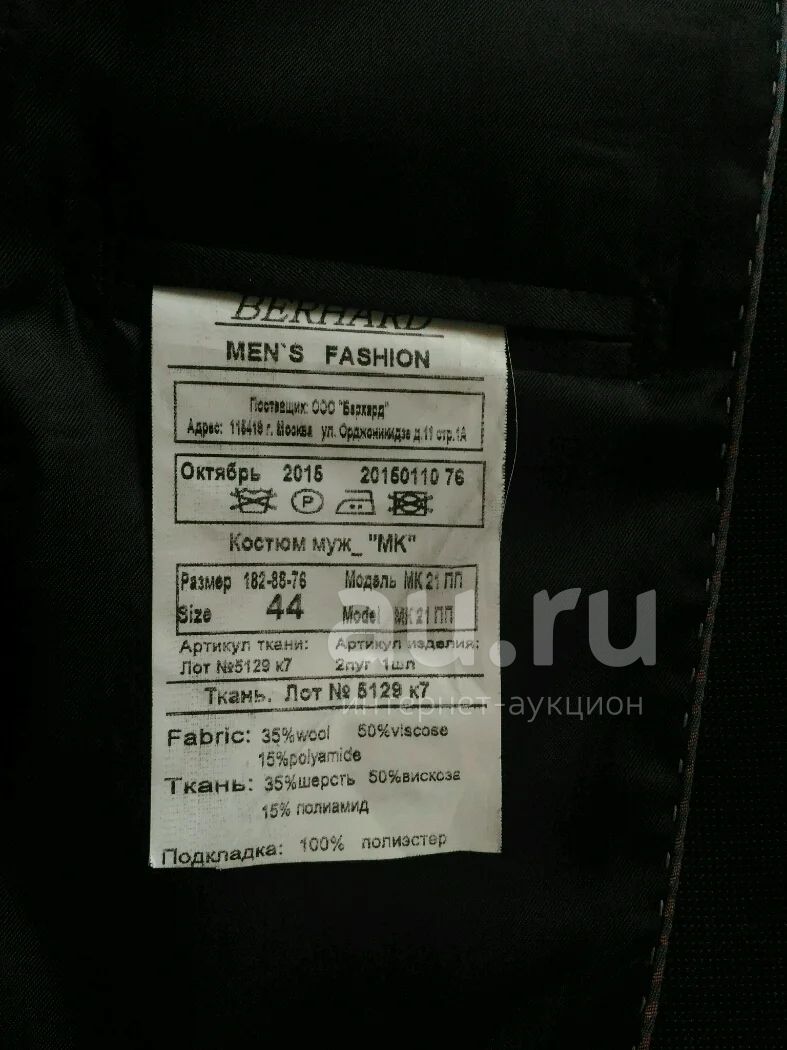 BERHARD
MEN`S FASHION
Поставщик: ООО "Берхард"
Адрес: 115419 г. Москва ул. Орджоникидзе д.11 стр.1А
Октябрь 2015 20150110 76
P
Костюм муж_ "МК"
Размер 182-88-76 Модель МК 21 ПП
Size 44 Model МК 21 ПП
Артикул ткани: Артикул изделия:
Лот №5129 к7 2пуг 1шл
Ткань. Лот № 5129 к7
Fabric: 35%wool 50%viscose
15%polyamide
Ткань: 35%шерсть 50%вискоза
15% полиамид
Подкладка: 100% полиэстер
au.ru
интернет-аукцион